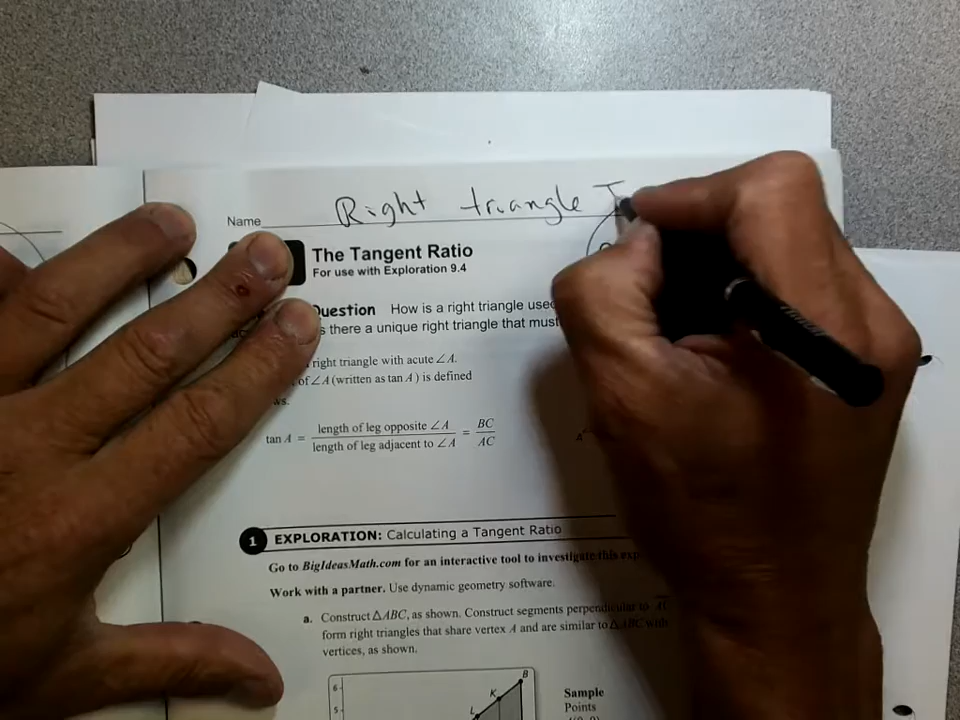 Right triangle T
Name
The Tangent Ratio
For use with Exploration 9.4
Question How is a right triangle used
s there a unique right triangle that must
right triangle with acute ∠A.
of ∠A (written as tan A) is defined
ws.
tan A = length of leg opposite ∠A / length of leg adjacent to ∠A = BC / AC
A
1 EXPLORATION: Calculating a Tangent Ratio
Go to BigIdeasMath.com for an interactive tool to investigate this exp
Work with a partner. Use dynamic geometry software.
a. Construct △ABC, as shown. Construct segments perpendicular to AC
form right triangles that share vertex A and are similar to △ABC with
vertices, as shown.
B
6
K
Sample
5
L
Points